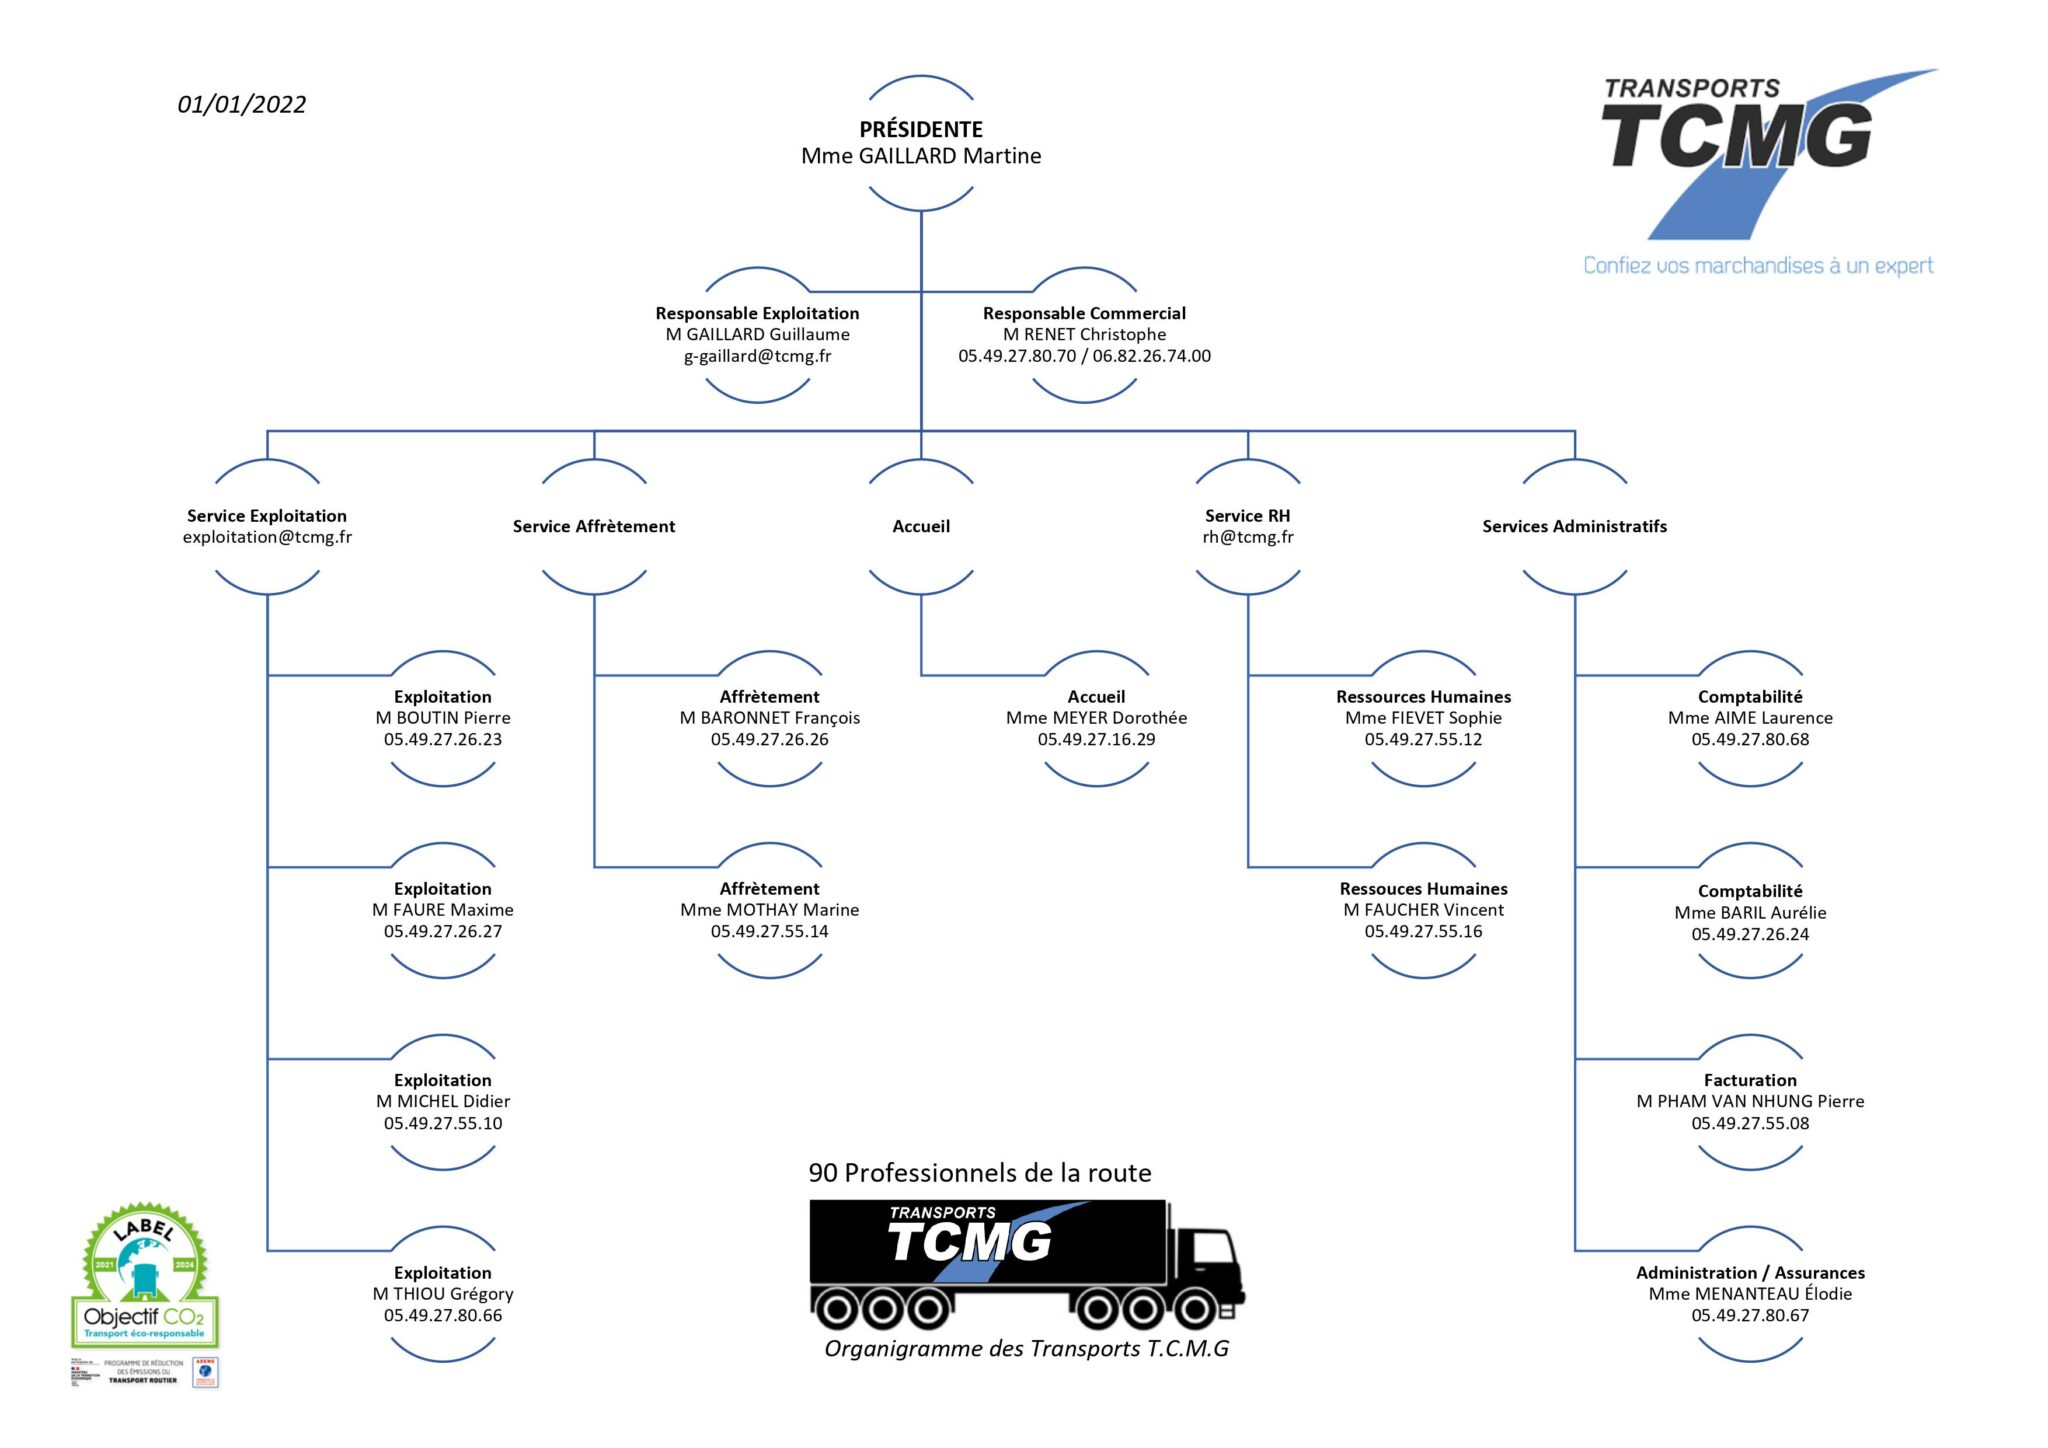 01/01/2022
TRANSPORTS
TCMG
Confiez vos marchandises à un expert
PRÉSIDENTE
Mme GAILLARD Martine
Responsable Exploitation
M GAILLARD Guillaume
g-gaillard@tcmg.fr
Responsable Commercial
M RENET Christophe
05.49.27.80.70 / 06.82.26.74.00
Service Exploitation
exploitation@tcmg.fr
Service Affrètement
Accueil
Service RH
rh@tcmg.fr
Services Administratifs
Exploitation
M BOUTIN Pierre
05.49.27.26.23
Affrètement
M BARONNET François
05.49.27.26.26
Accueil
Mme MEYER Dorothée
05.49.27.16.29
Ressources Humaines
Mme FIEVET Sophie
05.49.27.55.12
Comptabilité
Mme AIME Laurence
05.49.27.80.68
Exploitation
M FAURE Maxime
05.49.27.26.27
Affrètement
Mme MOTHAY Marine
05.49.27.55.14
Ressouces Humaines
M FAUCHER Vincent
05.49.27.55.16
Comptabilité
Mme BARIL Aurélie
05.49.27.26.24
Exploitation
M MICHEL Didier
05.49.27.55.10
Facturation
M PHAM VAN NHUNG Pierre
05.49.27.55.08
Exploitation
M THIOU Grégory
05.49.27.80.66
Administration / Assurances
Mme MENANTEAU Élodie
05.49.27.80.67
90 Professionnels de la route
TRANSPORTS
TCMG
Organigramme des Transports T.C.M.G
LABEL
2021 2024
Objectif CO2
Transport éco-responsable
PROGRAMME DE RÉDUCTION
DES ÉMISSIONS DU
TRANSPORT ROUTIER
ADEME